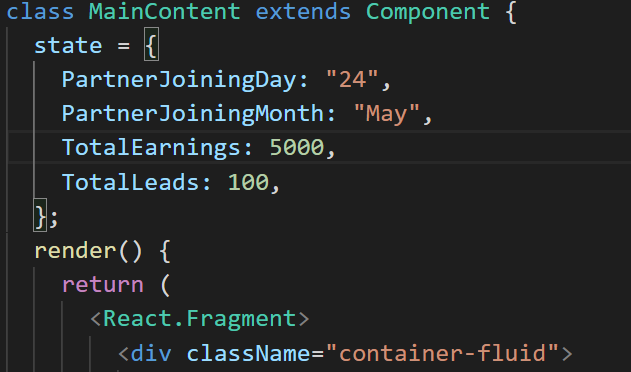 class MainContent extends Component {
state = {
PartnerJoiningDay: "24",
PartnerJoiningMonth: "May",
TotalEarnings: 5000,
TotalLeads: 100,
};
render() {
return (
<React.Fragment>
<div className="container-fluid">